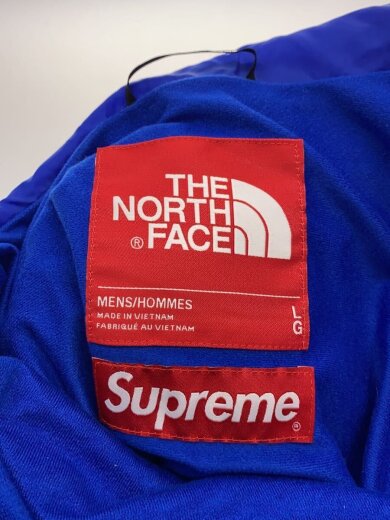 THE
NORTH
FACE
®
MENS/HOMMES
MADE IN VIETNAM
FABRIQUÉ AU VIETNAM
L
G
Supreme
®